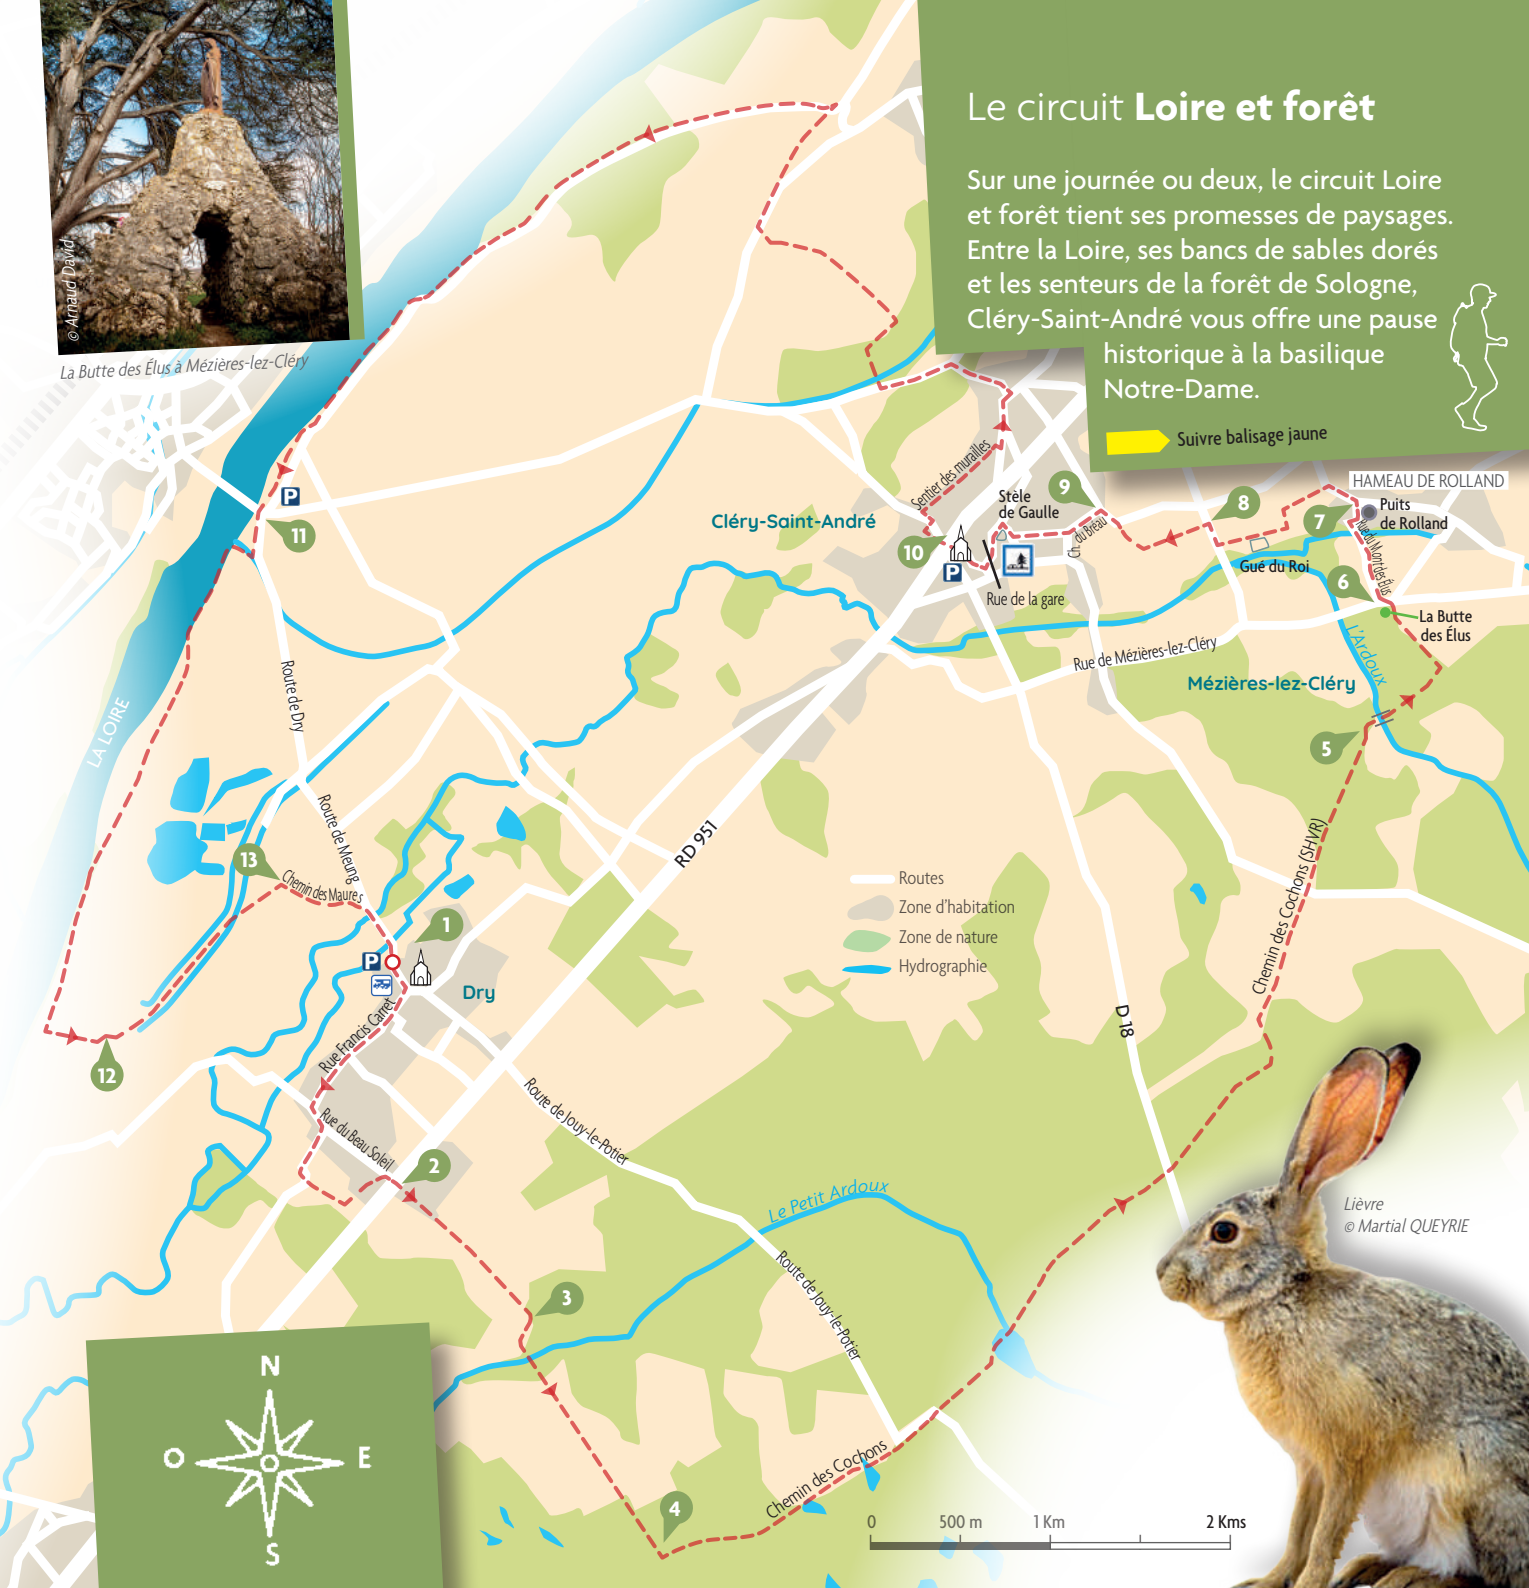 © Arnaud David
La Butte des Élus à Mézières-lez-Cléry
Le circuit Loire et forêt
Sur une journée ou deux, le circuit Loire
et forêt tient ses promesses de paysages.
Entre la Loire, ses bancs de sables dorés
et les senteurs de la forêt de Sologne,
Cléry-Saint-André vous offre une pause
historique à la basilique
Notre-Dame.
Suivre balisage jaune
HAMEAU DE ROLLAND
Puits
de Rolland
Sentier des murailles
Stèle
de Gaulle
9
8
7
Ch. du Bréau
Rue du Mont des Élus
Cléry-Saint-André
10
P
Rue de la gare
Gué du Roi
6
La Butte
des Élus
L'Ardoux
Rue de Mézières-lez-Cléry
Mézières-lez-Cléry
5
P
11
LA LOIRE
Route de Dry
Route de Meung
13
Chemin des Maures
RD 951
Routes
Zone d'habitation
Zone de nature
Hydrographie
Chemin des Cochons (SHVR)
1
P
Dry
Rue Francis Carret
12
D 18
Rue du Beau Soleil
2
Route de Jouy-le-Potier
Le Petit Ardoux
Route de Jouy-le-Potier
3
Lièvre
© Martial QUEYRIE
N
O
E
S
4
Chemin des Cochons
0
500 m
1 Km
2 Kms